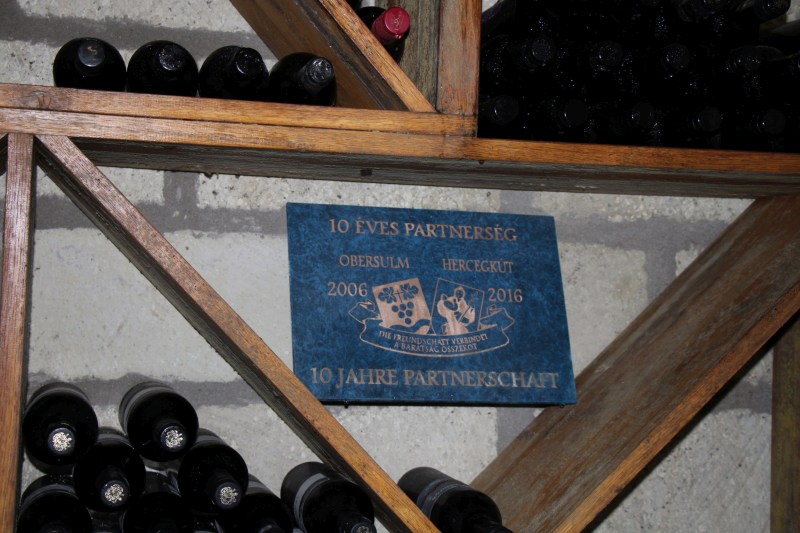 10 ÉVES PARTNERSÉG
OBERSULM HERCEGKÚT
2006 2016
DIE FREUNDSCHAFT VERBINDET
A BARÁTSÁG ÖSSZEKÖT
10 JAHRE PARTNERSCHAFT